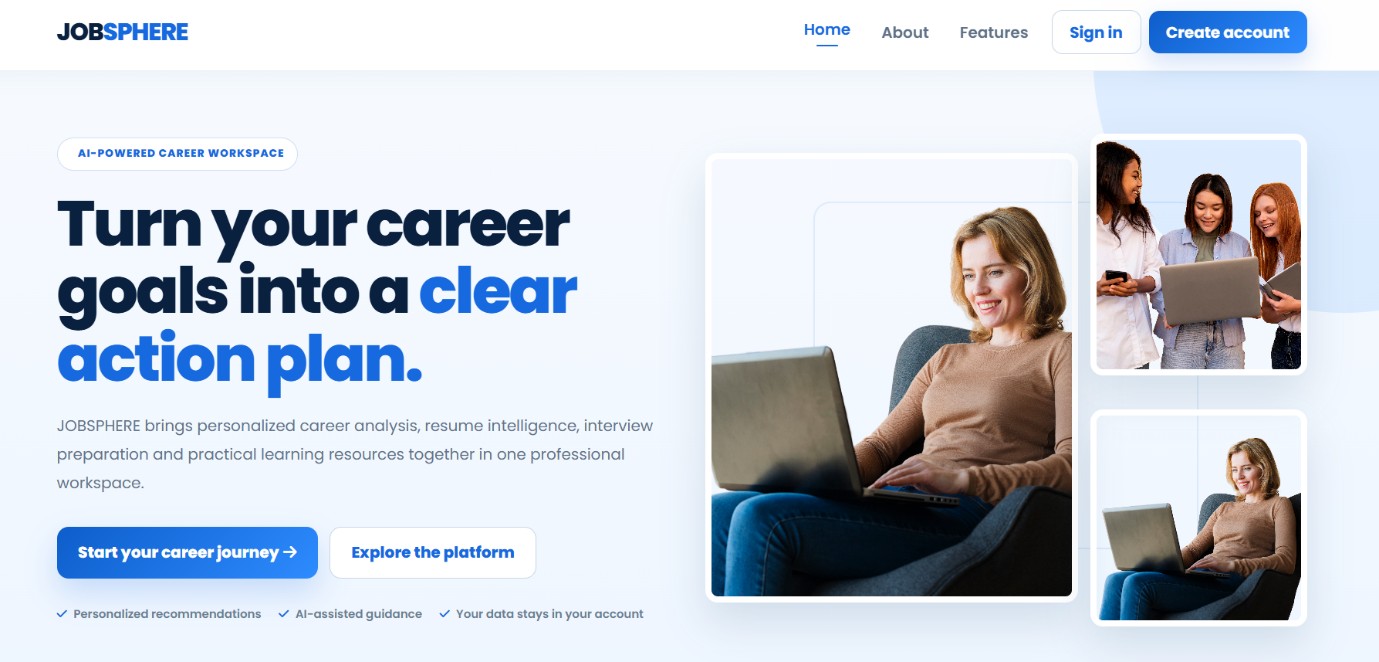 JOBSPHERE
Home
About
Features
Sign in
Create account
AI-POWERED CAREER WORKSPACE
Turn your career
goals into a clear
action plan.
JOBSPHERE brings personalized career analysis, resume intelligence, interview
preparation and practical learning resources together in one professional
workspace.
Start your career journey →
Explore the platform
✓ Personalized recommendations
✓ AI-assisted guidance
✓ Your data stays in your account